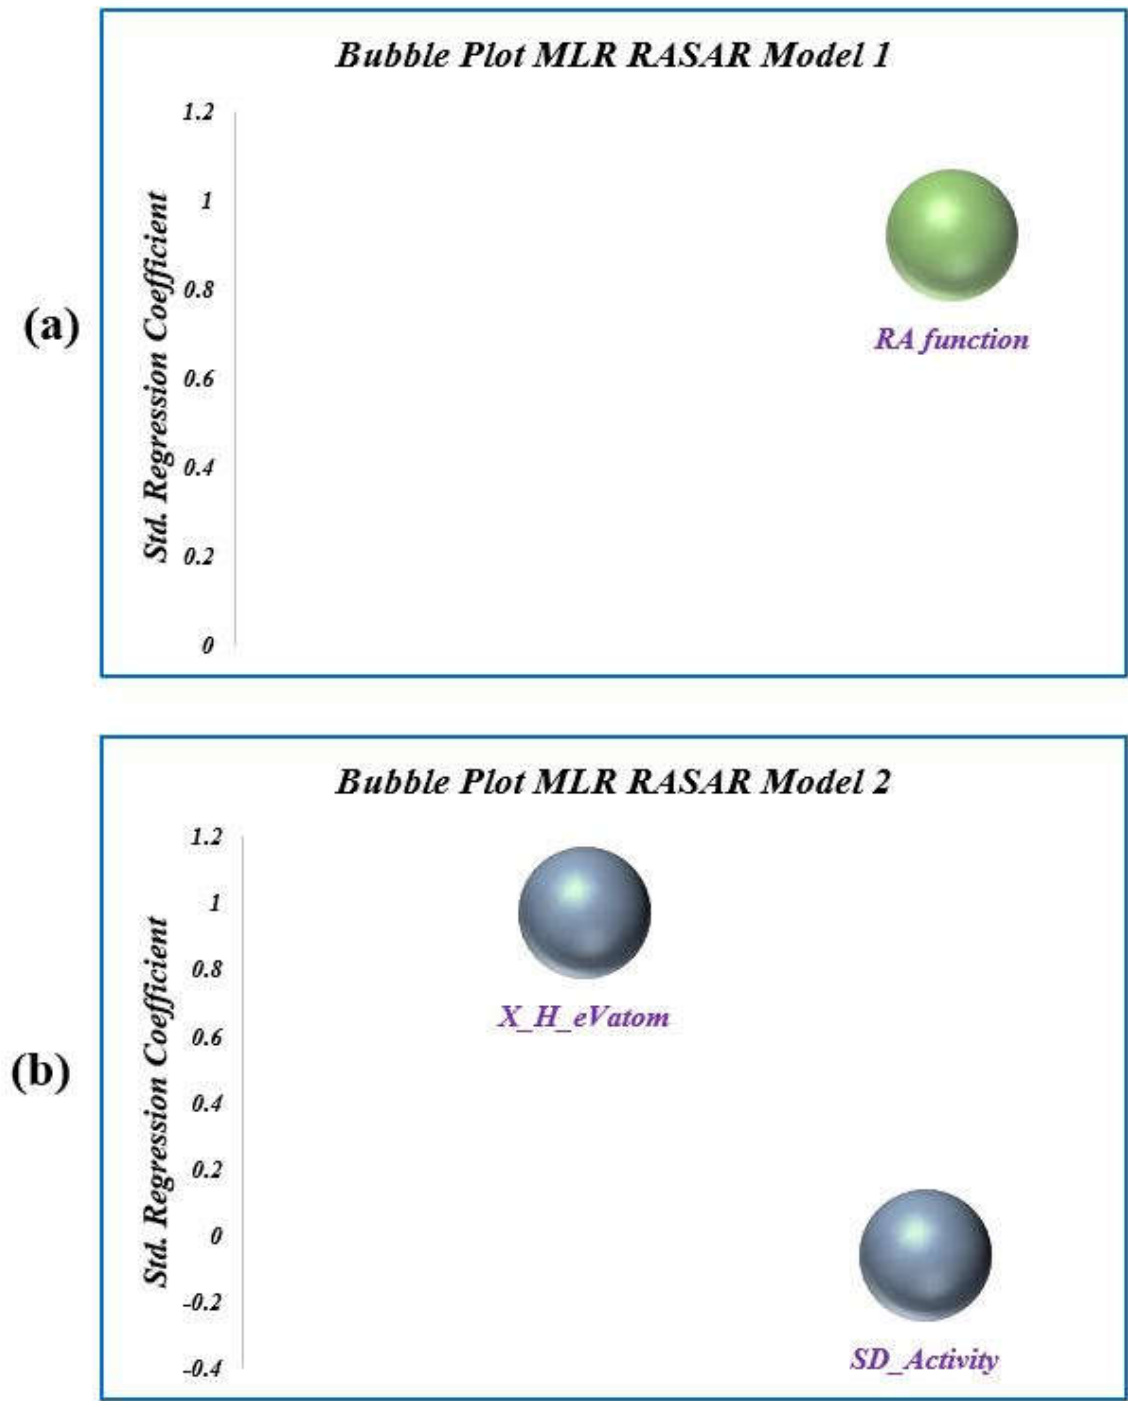 Bubble Plot MLR RASAR Model 1
1.2
1
0.8
0.6
0.4
0.2
0
Std. Regression Coefficient
(a)
RA function
Bubble Plot MLR RASAR Model 2
1.2
1
0.8
0.6
0.4
0.2
0
-0.2
-0.4
Std. Regression Coefficient
(b)
X_H_eVatom
SD_Activity